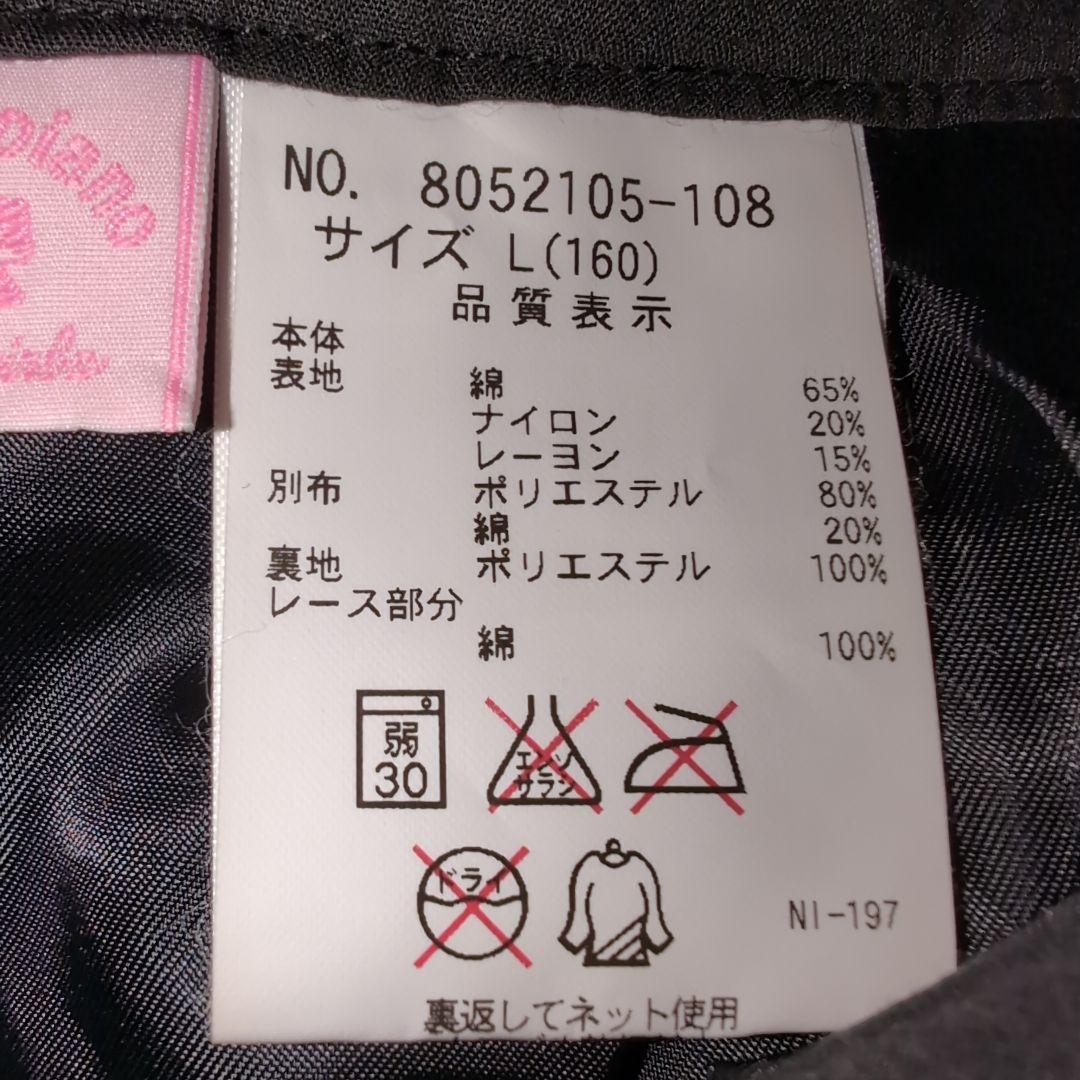 NO. 8052105-108
サイズ L(160)
品質表示
本体
表地 綿 65%
ナイロン 20%
レーヨン 15%
別布 ポリエステル 80%
綿 20%
裏地 ポリエステル 100%
レース部分
綿 100%
弱
30
エンソ
サラシ
ドライ
NI-197
裏返してネット使用
piano